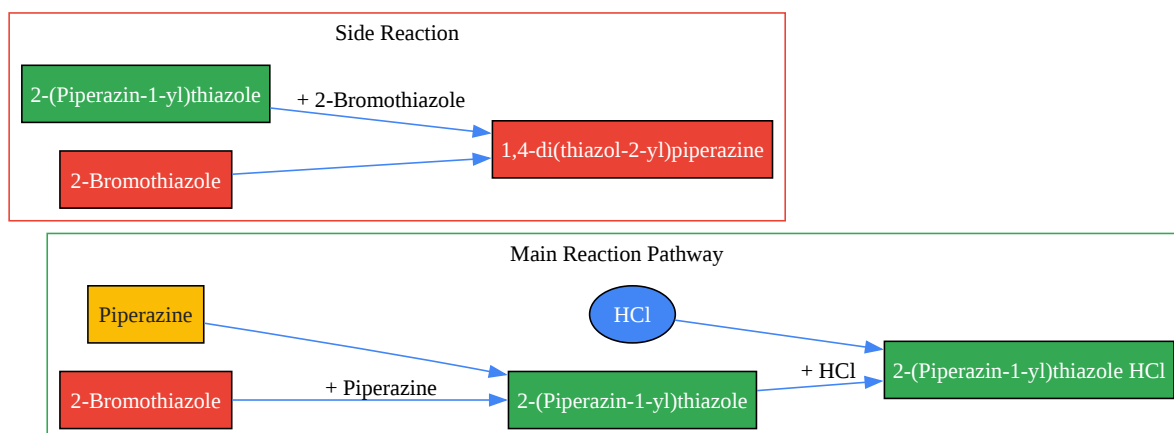 Side Reaction
2-(Piperazin-1-yl)thiazole
+ 2-Bromothiazole
1,4-di(thiazol-2-yl)piperazine
2-Bromothiazole
Main Reaction Pathway
Piperazine
HCl
+ HCl
2-(Piperazin-1-yl)thiazole HCl
+ Piperazine
2-Bromothiazole
2-(Piperazin-1-yl)thiazole